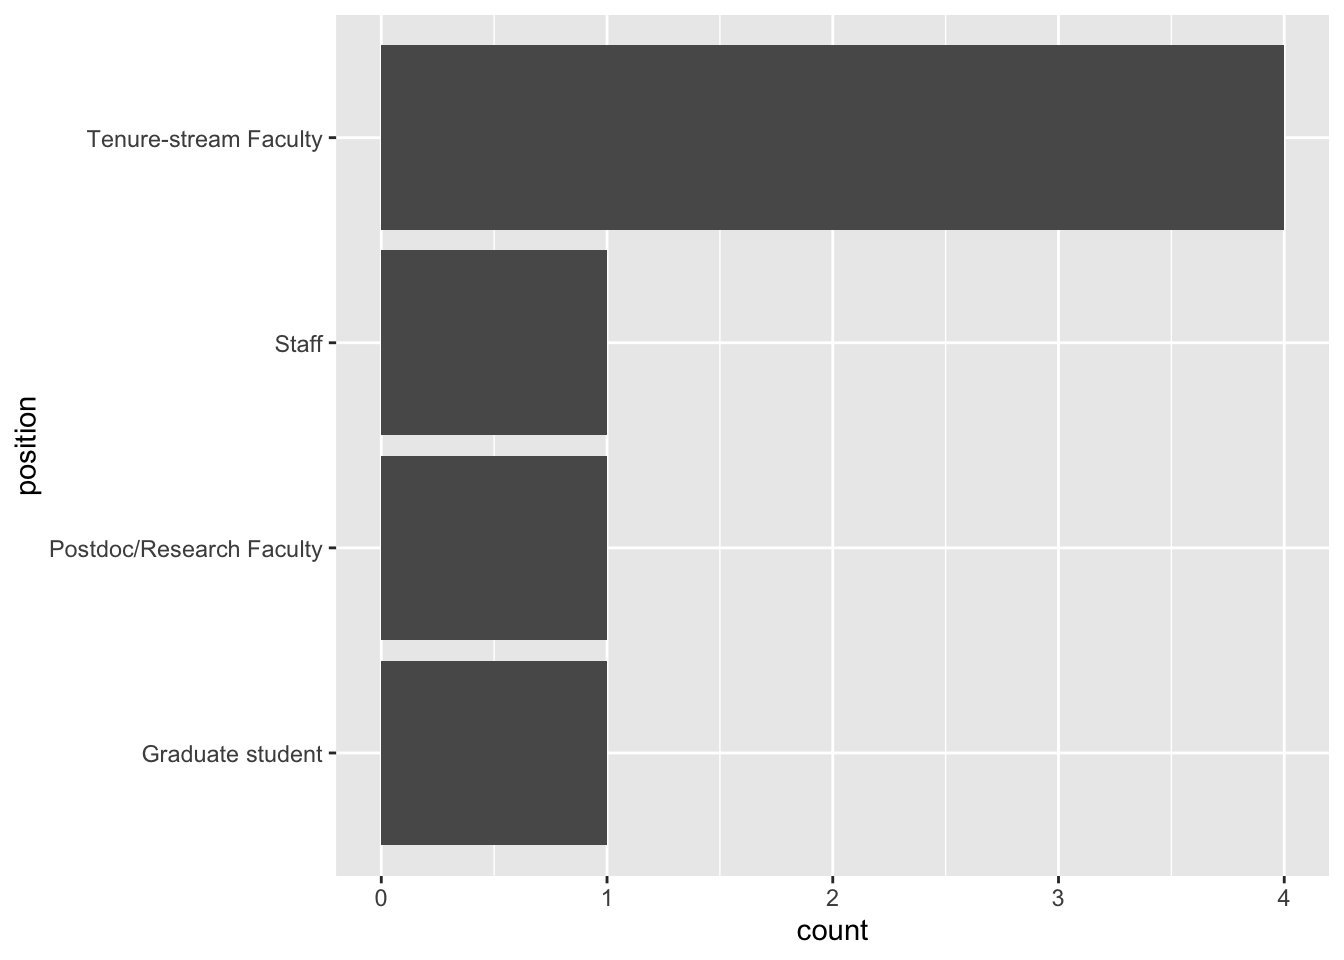 Tenure-stream Faculty
Staff
position
Postdoc/Research Faculty
Graduate student
0 1 2 3 4
count